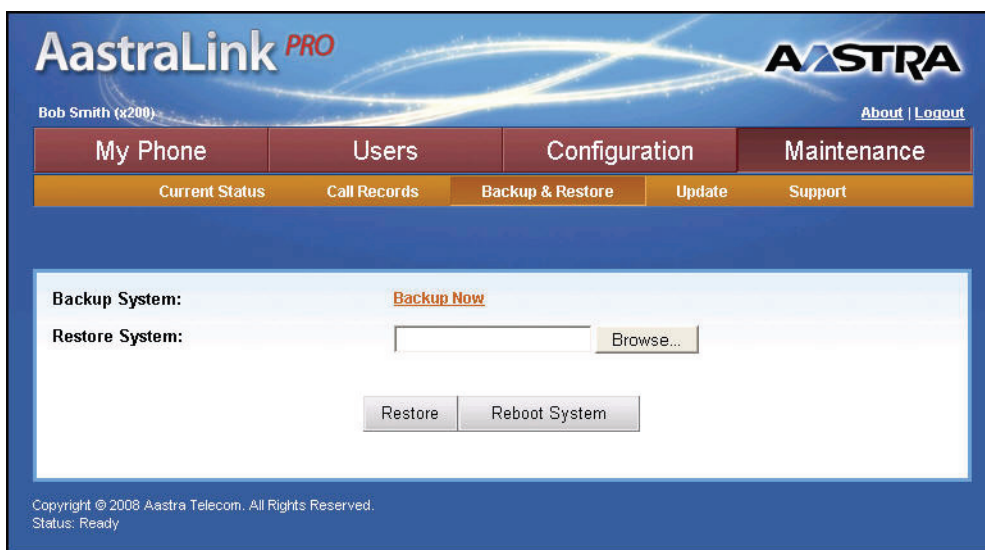 AastraLink PRO
AASTRA
Bob Smith (x200)
About | Logout
My Phone Users Configuration Maintenance
Current Status Call Records Backup & Restore Update Support
Backup System: Backup Now
Restore System: Browse...
Restore Reboot System
Copyright © 2008 Aastra Telecom. All Rights Reserved.
Status: Ready